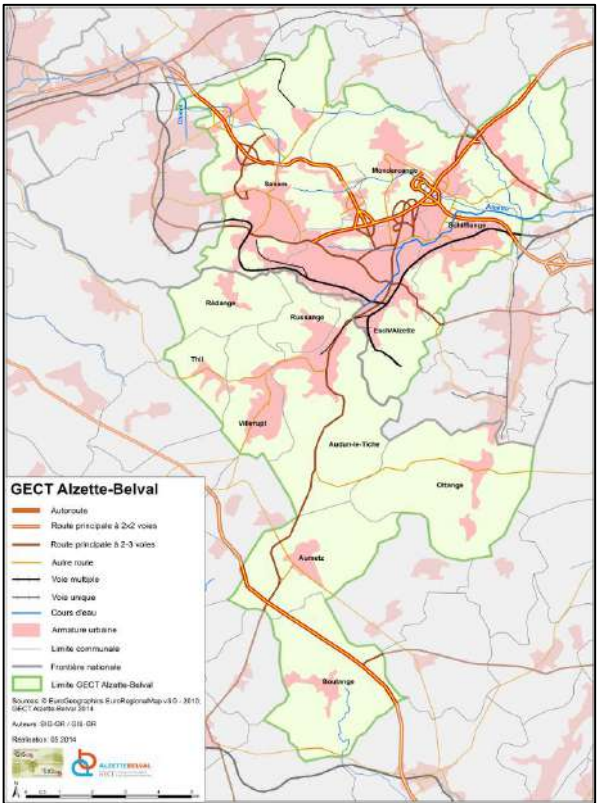 Alzette
Mondercange
Sanem
Schifflange
Rédange
Russange
Esch/Alzette
Thil
Villerupt
Audun-le-Tiche
Ottange
Aumetz
Boulange
GECT Alzette-Belval
Autoroute
Route principale à 2x2 voies
Route principale à 2-3 voies
Autre route
Voie multiple
Voie unique
Cours d'eau
Armature urbaine
Limite communale
Frontière nationale
Limite GECT Alzette-Belval
Sources: © EuroGeographics EuroRegionalMap v3.0 - 2010;
GECT Alzette Belval 2014
Auteurs: SIG-GR / GIS-GR
Réalisation: 05.2014
ALZETTEBELVAL
GECT
N